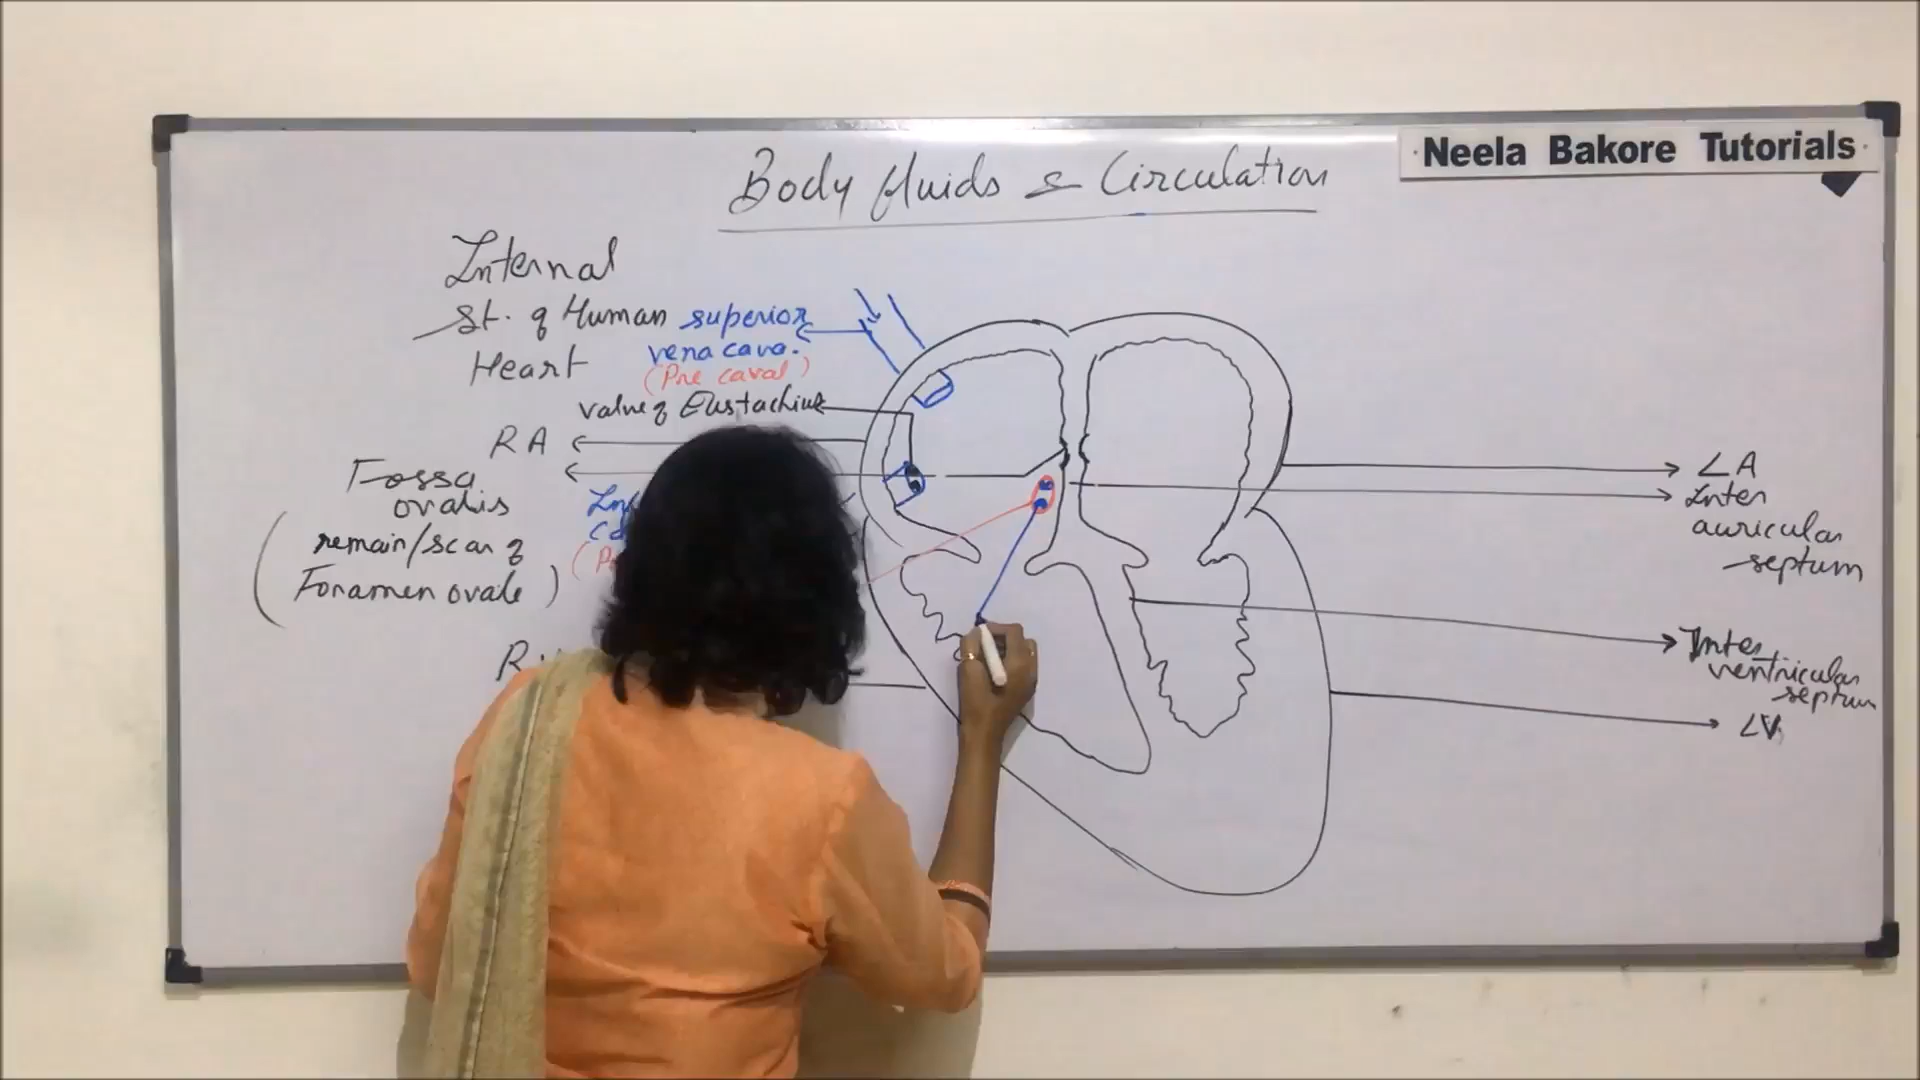 Neela Bakore Tutorials
Body fluids & Circulation
Internal
St. of Human
Heart
superior
vena cava.
(Pre caval)
valve of Eustachius
RA
Fossa
ovalis
(remain/scar of
Foramen ovale)
LA
Inter
auricular
septum
Inter
ventricular
septum
LV